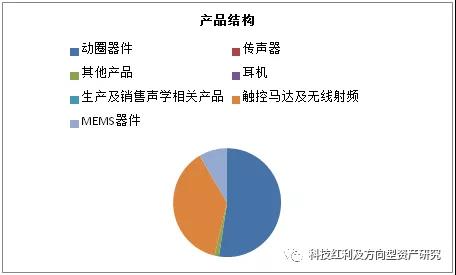 产品结构
动圈器件 传声器
其他产品 耳机
生产及销售声学相关产品 触控马达及无线射频
MEMS器件
科技红利及方向型资产研究